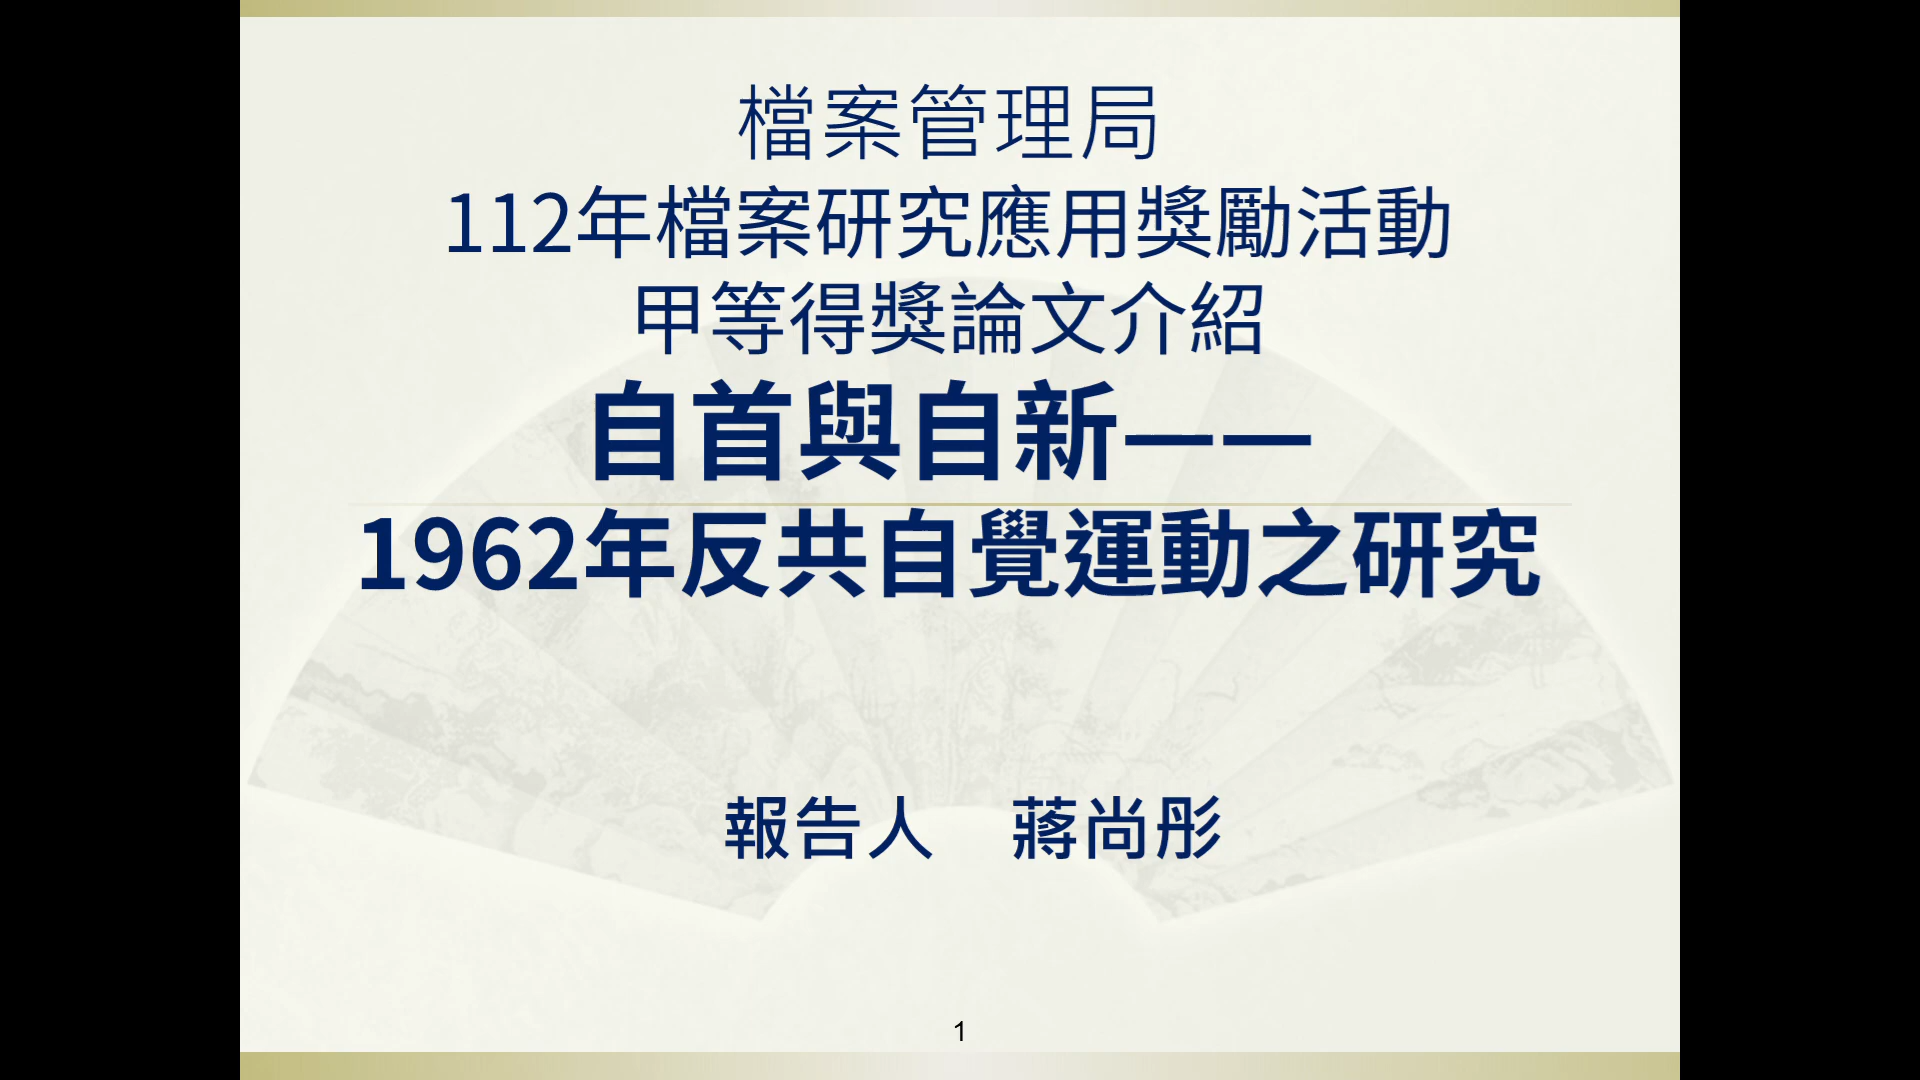 檔案管理局
112年檔案研究應用獎勵活動
甲等得獎論文介紹
自首與自新——
1962年反共自覺運動之研究
報告人　蔣尚彤
1